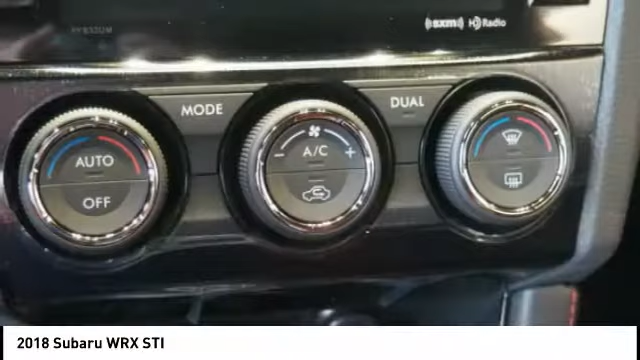 sxm HD Radio
MODE
DUAL
AUTO
OFF
- A/C +
2018 Subaru WRX STI